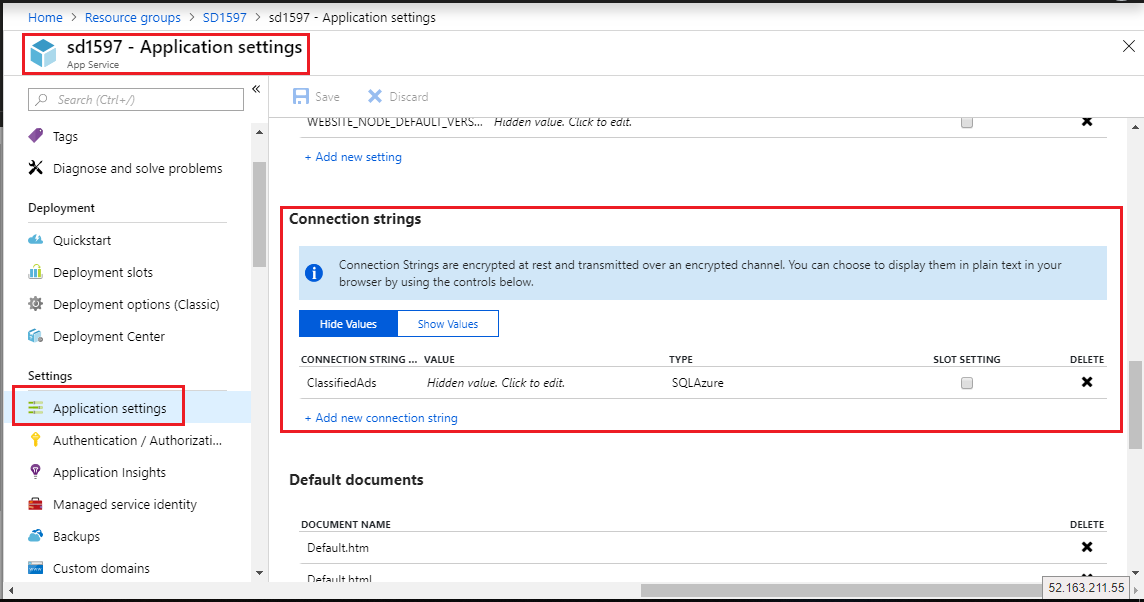 Home > Resource groups > SD1597 > sd1597 - Application settings
sd1597 - Application settings
App Service
Search (Ctrl+/)
Tags
Diagnose and solve problems
Deployment
Quickstart
Deployment slots
Deployment options (Classic)
Deployment Center
Settings
Application settings
Authentication / Authorizati...
Application Insights
Managed service identity
Backups
Custom domains
Save Discard
WEBSITE_NODE_DEFAULT_VERS... Hidden value. Click to edit.
+ Add new setting
Connection strings
Connection Strings are encrypted at rest and transmitted over an encrypted channel. You can choose to display them in plain text in your
browser by using the controls below.
Hide Values Show Values
CONNECTION STRING ... VALUE TYPE SLOT SETTING DELETE
ClassifiedAds Hidden value. Click to edit. SQLAzure
+ Add new connection string
Default documents
DOCUMENT NAME DELETE
Default.htm
Default.html
52.163.211.55